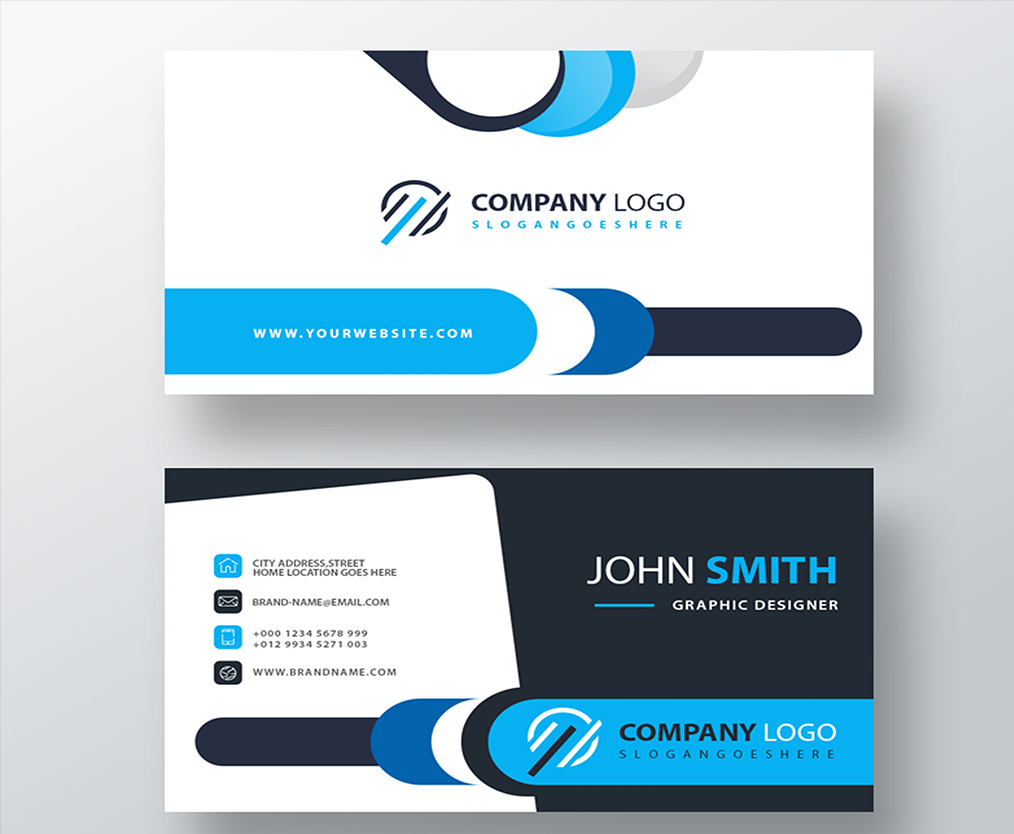 COMPANY LOGO
SLOGANGOESHERE
WWW.YOURWEBSITE.COM
CITY ADDRESS,STREET
HOME LOCATION GOES HERE
BRAND-NAME@EMAIL.COM
+000 1234 5678 999
+012 9934 5271 003
WWW.BRANDNAME.COM
JOHN SMITH
GRAPHIC DESIGNER
COMPANY LOGO
SLOGANGOESHERE